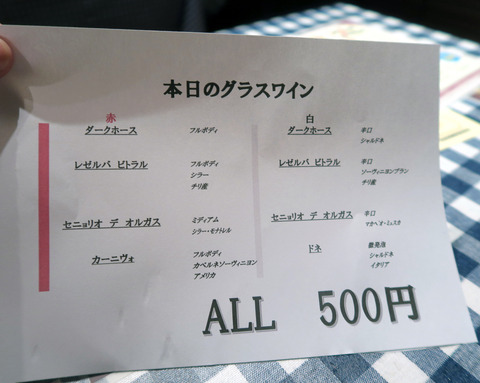 本日のグラスワイン
赤
ダークホース フルボディ
レゼルバ ビトラル フルボディ
シラー
チリ産
セニョリオ デ オルガス ミディアム
シラー・モナトレル
カーニヴォ フルボディ
カベルネソーヴィニヨン
アメリカ
白
ダークホース 辛口
シャルドネ
レゼルバ ビトラル 辛口
ソーヴィニヨンブラン
チリ産
セニョリオ デ オルガス 辛口
マカベオ・ミュスカ
ドネ 微発泡
シャルドネ
イタリア
ALL 500円